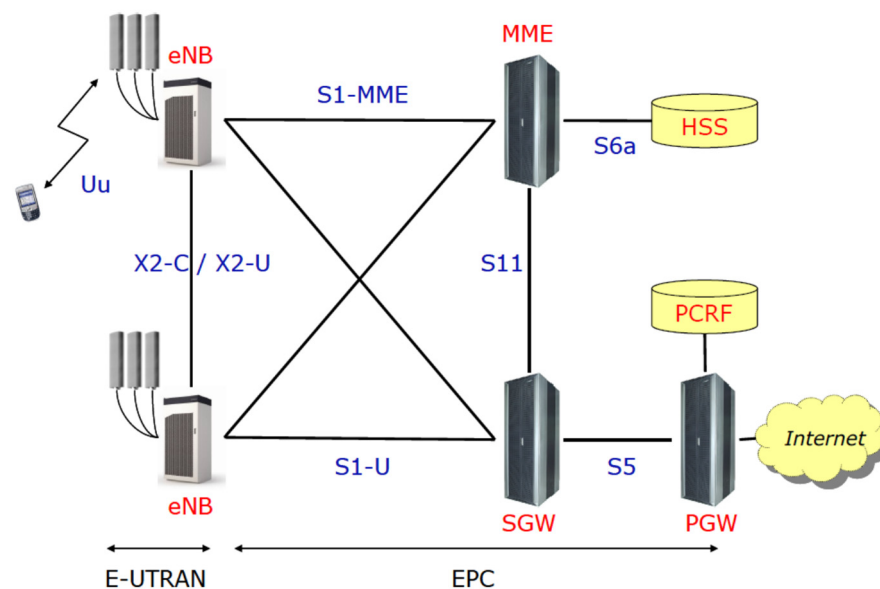 eNB
MME
S1-MME
HSS
S6a
Uu
X2-C / X2-U
S11
PCRF
Internet
S1-U
S5
eNB
SGW
PGW
E-UTRAN
EPC